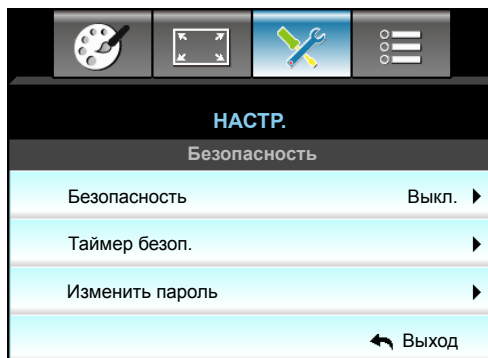 НАСТР.
Безопасность
Безопасность Выкл.
Таймер безоп.
Изменить пароль
Выход